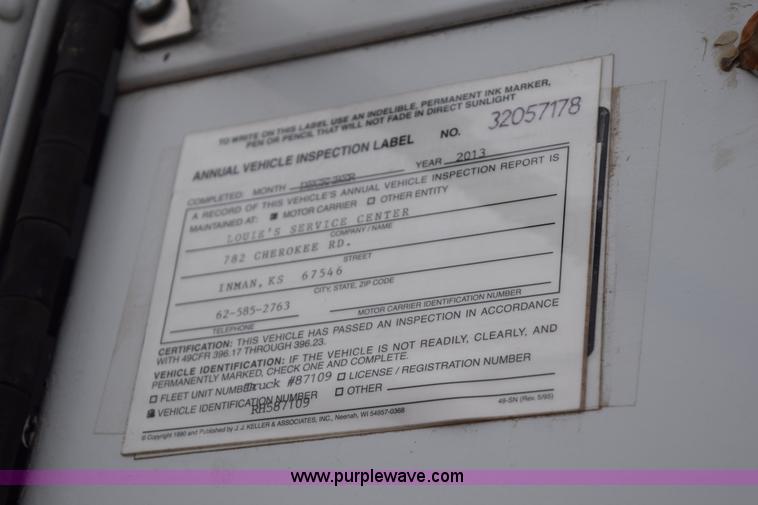 TO WRITE ON THIS LABEL USE AN INDELIBLE, PERMANENT INK MARKER,
PEN OR PENCIL THAT WILL NOT FADE IN DIRECT SUNLIGHT
ANNUAL VEHICLE INSPECTION LABEL NO. 32057178
COMPLETED: MONTH YEAR 2013
A RECORD OF THIS VEHICLE'S ANNUAL VEHICLE INSPECTION REPORT IS
MAINTAINED AT: MOTOR CARRIER OTHER ENTITY
LOUIE'S SERVICE CENTER
COMPANY/NAME
782 CHEROKEE RD.
STREET
INMAN, KS 67546
CITY, STATE, ZIP CODE
62-585-2763
TELEPHONE MOTOR CARRIER IDENTIFICATION NUMBER
CERTIFICATION: THIS VEHICLE HAS PASSED AN INSPECTION IN ACCORDANCE
WITH 49CFR 396.17 THROUGH 396.23.
VEHICLE IDENTIFICATION: IF THE VEHICLE IS NOT READILY, CLEARLY, AND
PERMANENTLY MARKED, CHECK ONE AND COMPLETE.
FLEET UNIT NUMBER Truck #87109 LICENSE / REGISTRATION NUMBER
VEHICLE IDENTIFICATION NUMBER OTHER
RH587109
© Copyright 1990 and Published by J. J. KELLER & ASSOCIATES, INC., Neenah, WI 54957-0368 48-SN (Rev. 5/95)
www.purplewave.com